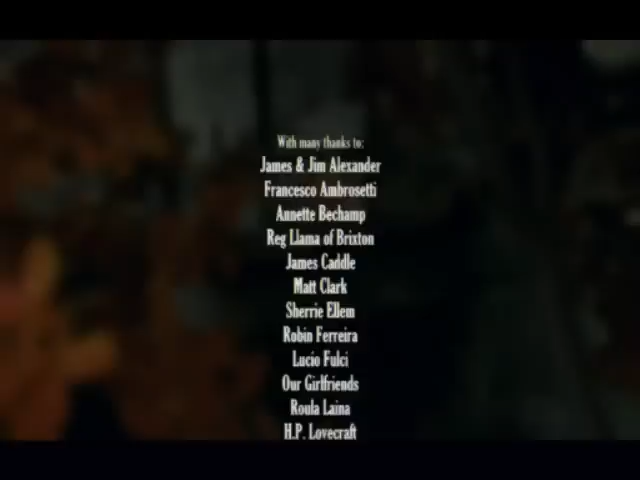 With many thanks to:
James & Jim Alexander
Francesco Ambrosetti
Annette Bechamp
Reg Llama of Brixton
James Caddle
Matt Clark
Sherrie Ellem
Robin Ferreira
Lucio Fulci
Our Girlfriends
Roula Laina
H.P. Lovecraft